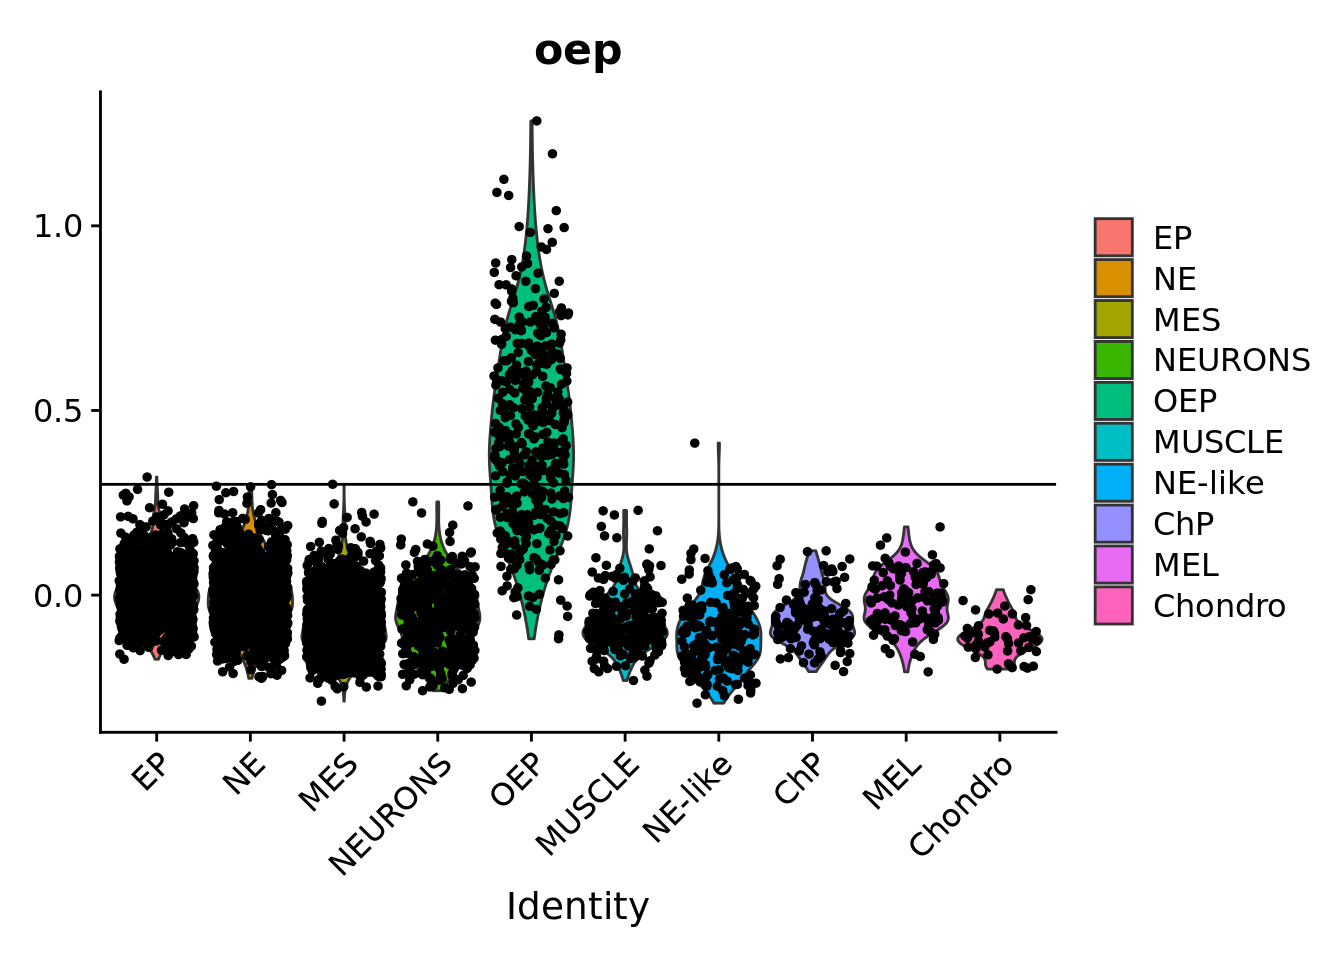 oep
1.0
0.5
0.0
EP
NE
MES
NEURONS
OEP
MUSCLE
NE-like
ChP
MEL
Chondro
Identity
EP
NE
MES
NEURONS
OEP
MUSCLE
NE-like
ChP
MEL
Chondro